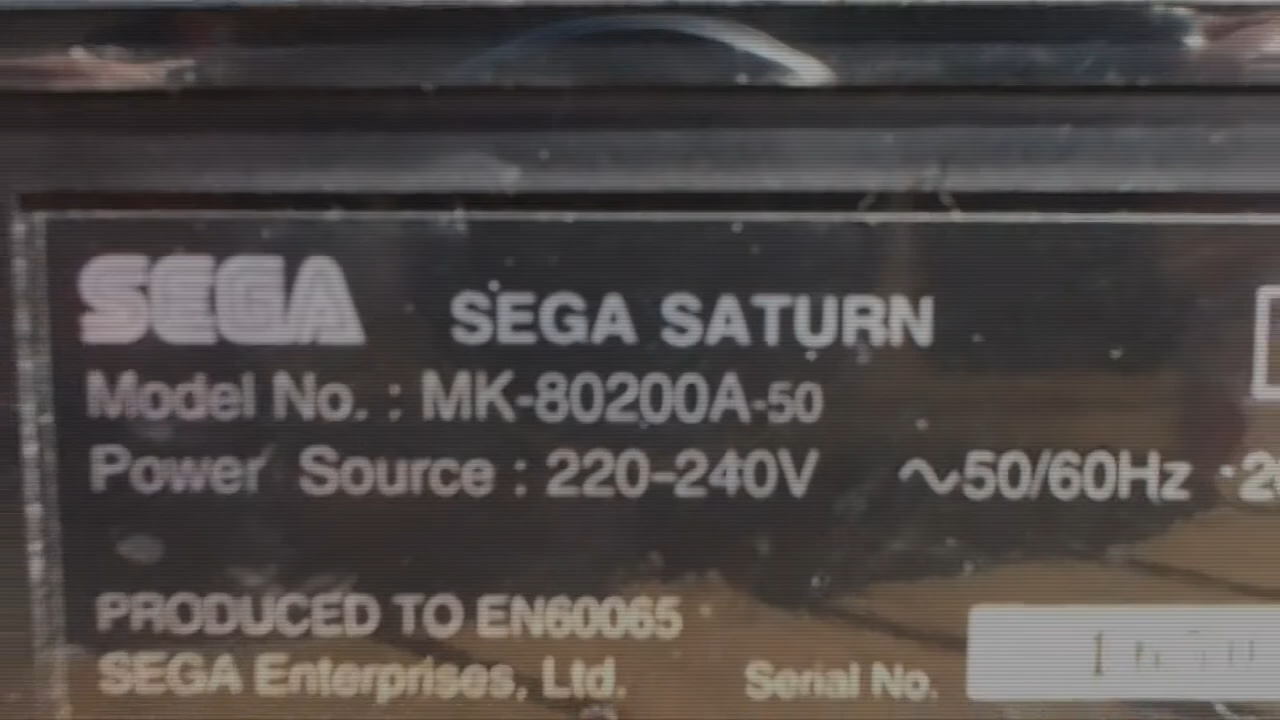 SEGA SEGA SATURN
Model No. : MK-80200A-50
Power Source : 220-240V ~50/60Hz
PRODUCED TO EN60065
SEGA Enterprises, Ltd. Serial No.